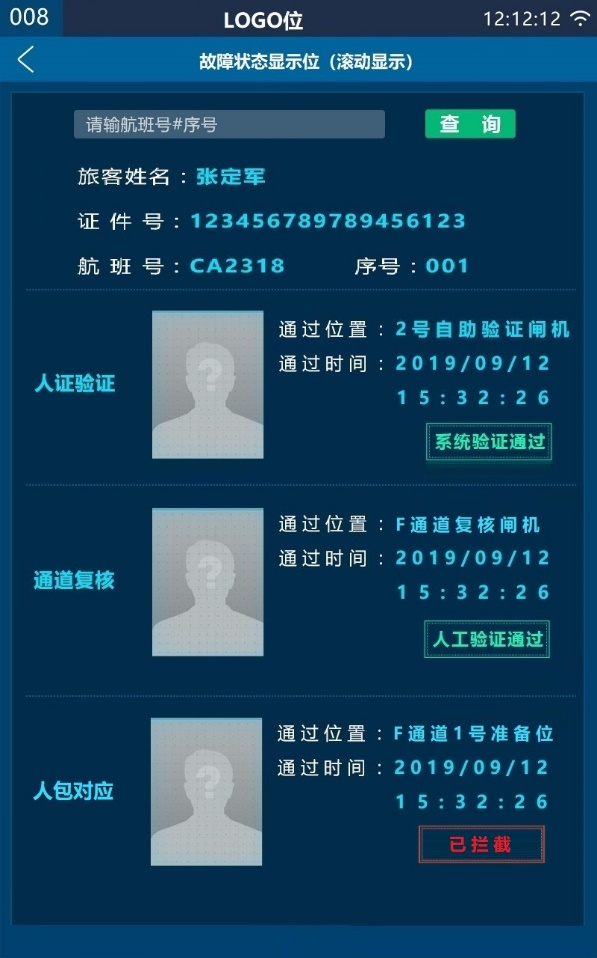 008 LOGO位 12:12:12
故障状态显示位（滚动显示）
请输航班号#序号 查 询
旅客姓名：张定军
证 件 号：123456789789456123
航 班 号：CA2318 序号：001
人证验证
通过位置：2号自助验证闸机
通过时间：2019/09/12
15:32:26
系统验证通过
通道复核
通过位置：F通道复核闸机
通过时间：2019/09/12
15:32:26
人工验证通过
人包对应
通过位置：F通道1号准备位
通过时间：2019/09/12
15:32:26
已拦截